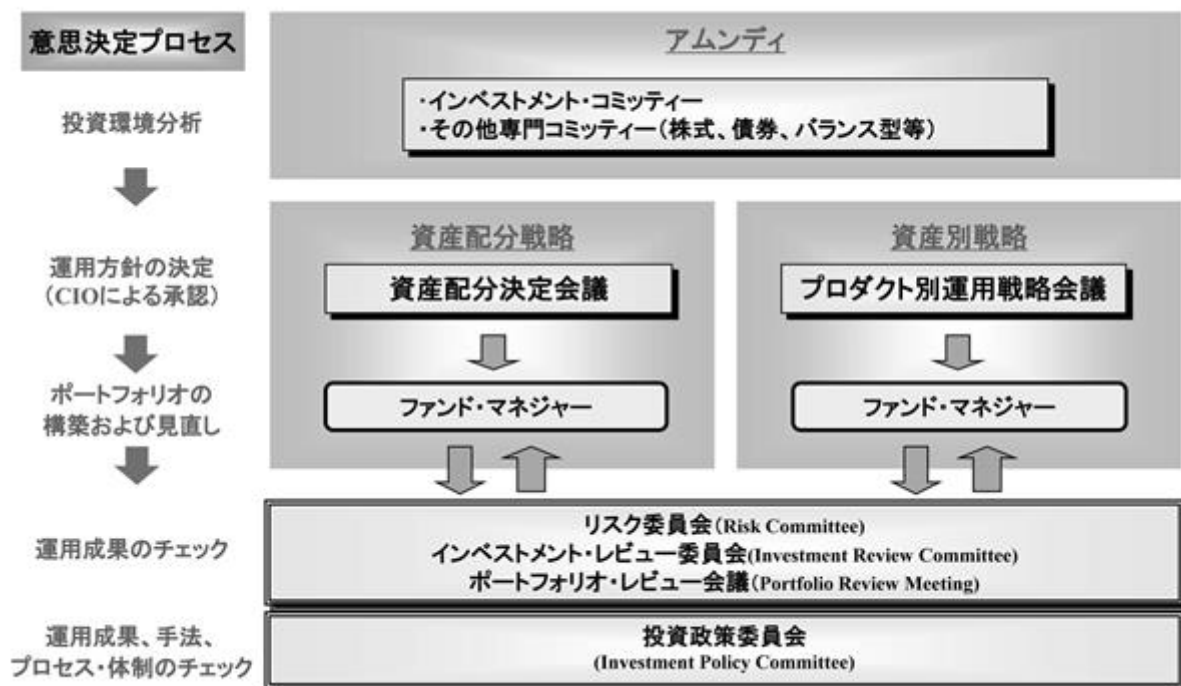 意思決定プロセス
アムンディ
投資環境分析
・インベストメント・コミッティー
・その他専門コミッティー(株式、債券、バランス型等)
資産配分戦略
資産別戦略
運用方針の決定
(CIOによる承認)
資産配分決定会議
プロダクト別運用戦略会議
ポートフォリオの
構築および見直し
ファンド・マネジャー
ファンド・マネジャー
運用成果のチェック
リスク委員会(Risk Committee)
インベストメント・レビュー委員会(Investment Review Committee)
ポートフォリオ・レビュー会議(Portfolio Review Meeting)
運用成果、手法、
プロセス・体制のチェック
投資政策委員会
(Investment Policy Committee)